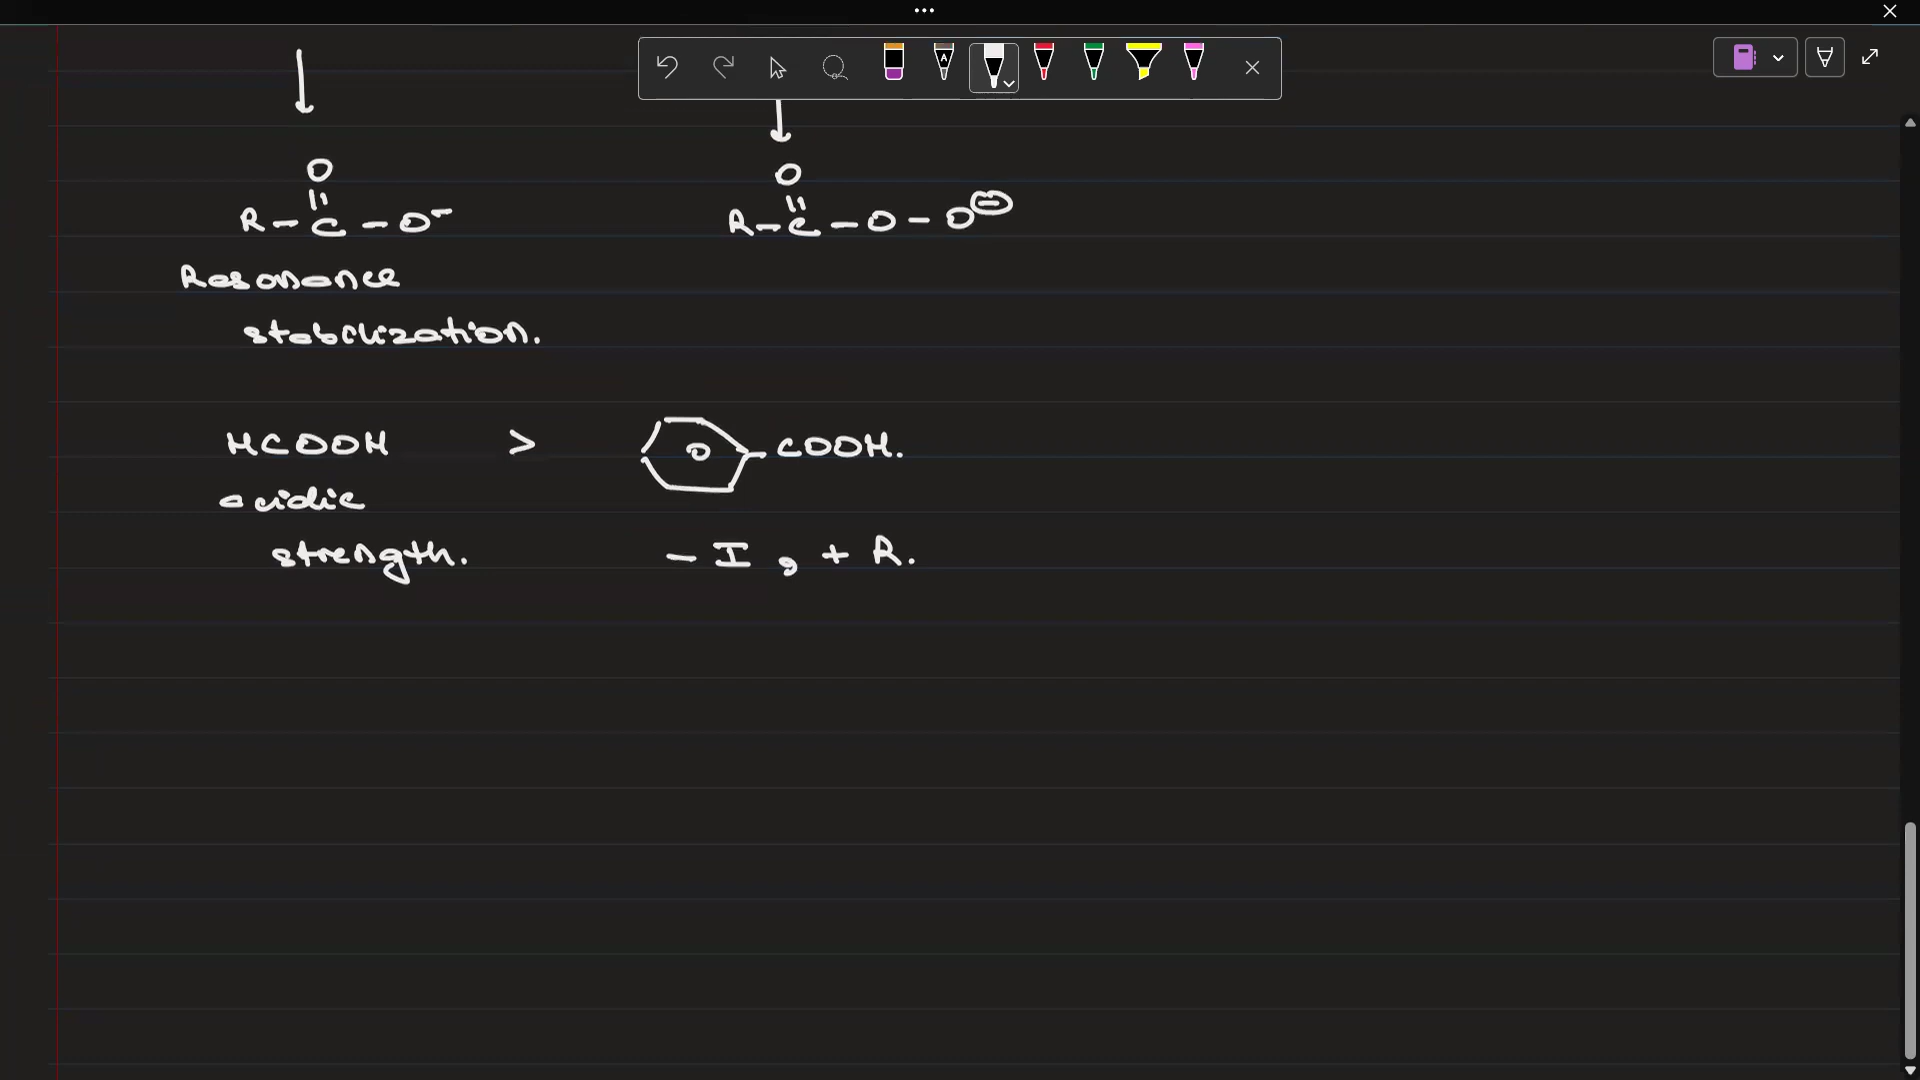 O
||
R - C - O-
O
||
R - C - O - O⊖
Resonance
stabilization.
HCOOH > COOH.
acidic
strength.
- I , + R.